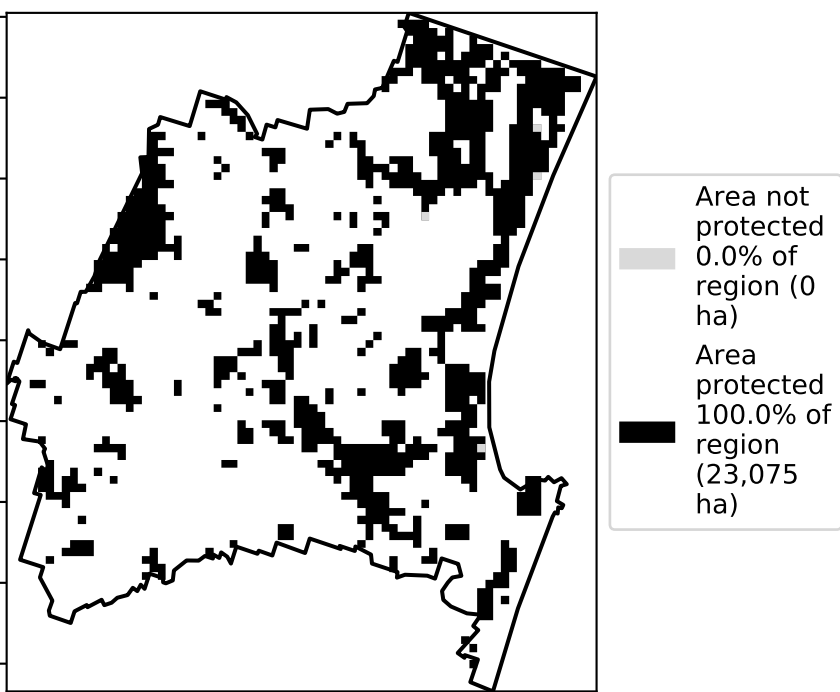 Area not
protected
0.0% of
region (0
ha)
Area
protected
100.0% of
region
(23,075
ha)